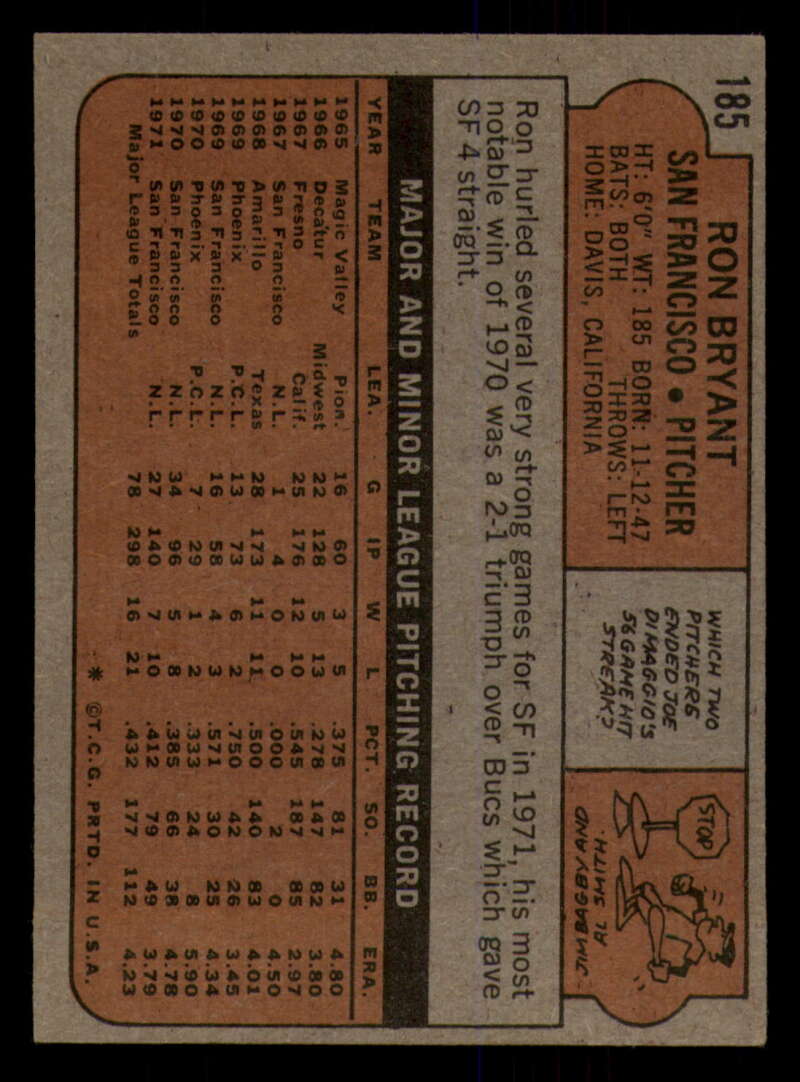 185
RON BRYANT
SAN FRANCISCO • PITCHER
HT: 6'0" WT: 185 BORN: 11-12-47
BATS: BOTH THROWS: LEFT
HOME: DAVIS, CALIFORNIA
WHICH TWO
PITCHERS
ENDED JOE
DIMAGGIO'S
56 GAME HIT
STREAK?
STOP
JIM BAGBY AND
AL SMITH.
Ron hurled several very strong games for SF in 1971, his most
notable win of 1970 was a 2-1 triumph over Bucs which gave
SF 4 straight.
MAJOR AND MINOR LEAGUE PITCHING RECORD
YEAR TEAM LEA. G IP W L PCT. SO. BB. ERA.
1965 Magic Valley Pion. 16 60 3 5 .375 81 31 4.80
1966 Decatur Midwest 22 128 5 13 .278 147 82 3.80
1967 Fresno Calif. 25 176 12 10 .545 187 85 2.97
1967 San Francisco N.L. 1 4 0 0 .000 2 0 4.50
1968 Amarillo Texas 28 173 11 11 .500 140 83 4.01
1969 Phoenix P.C.L. 13 73 6 2 .750 42 26 3.45
1969 San Francisco N.L. 16 58 4 3 .571 30 25 4.34
1970 Phoenix P.C.L. 7 29 1 2 .333 24 8 5.90
1970 San Francisco N.L. 34 96 5 8 .385 66 38 4.78
1971 San Francisco N.L. 27 140 7 10 .412 79 49 3.79
Major League Totals 78 298 16 21 .432 177 112 4.23
* ©T.C.G. PRTD. IN U.S.A.